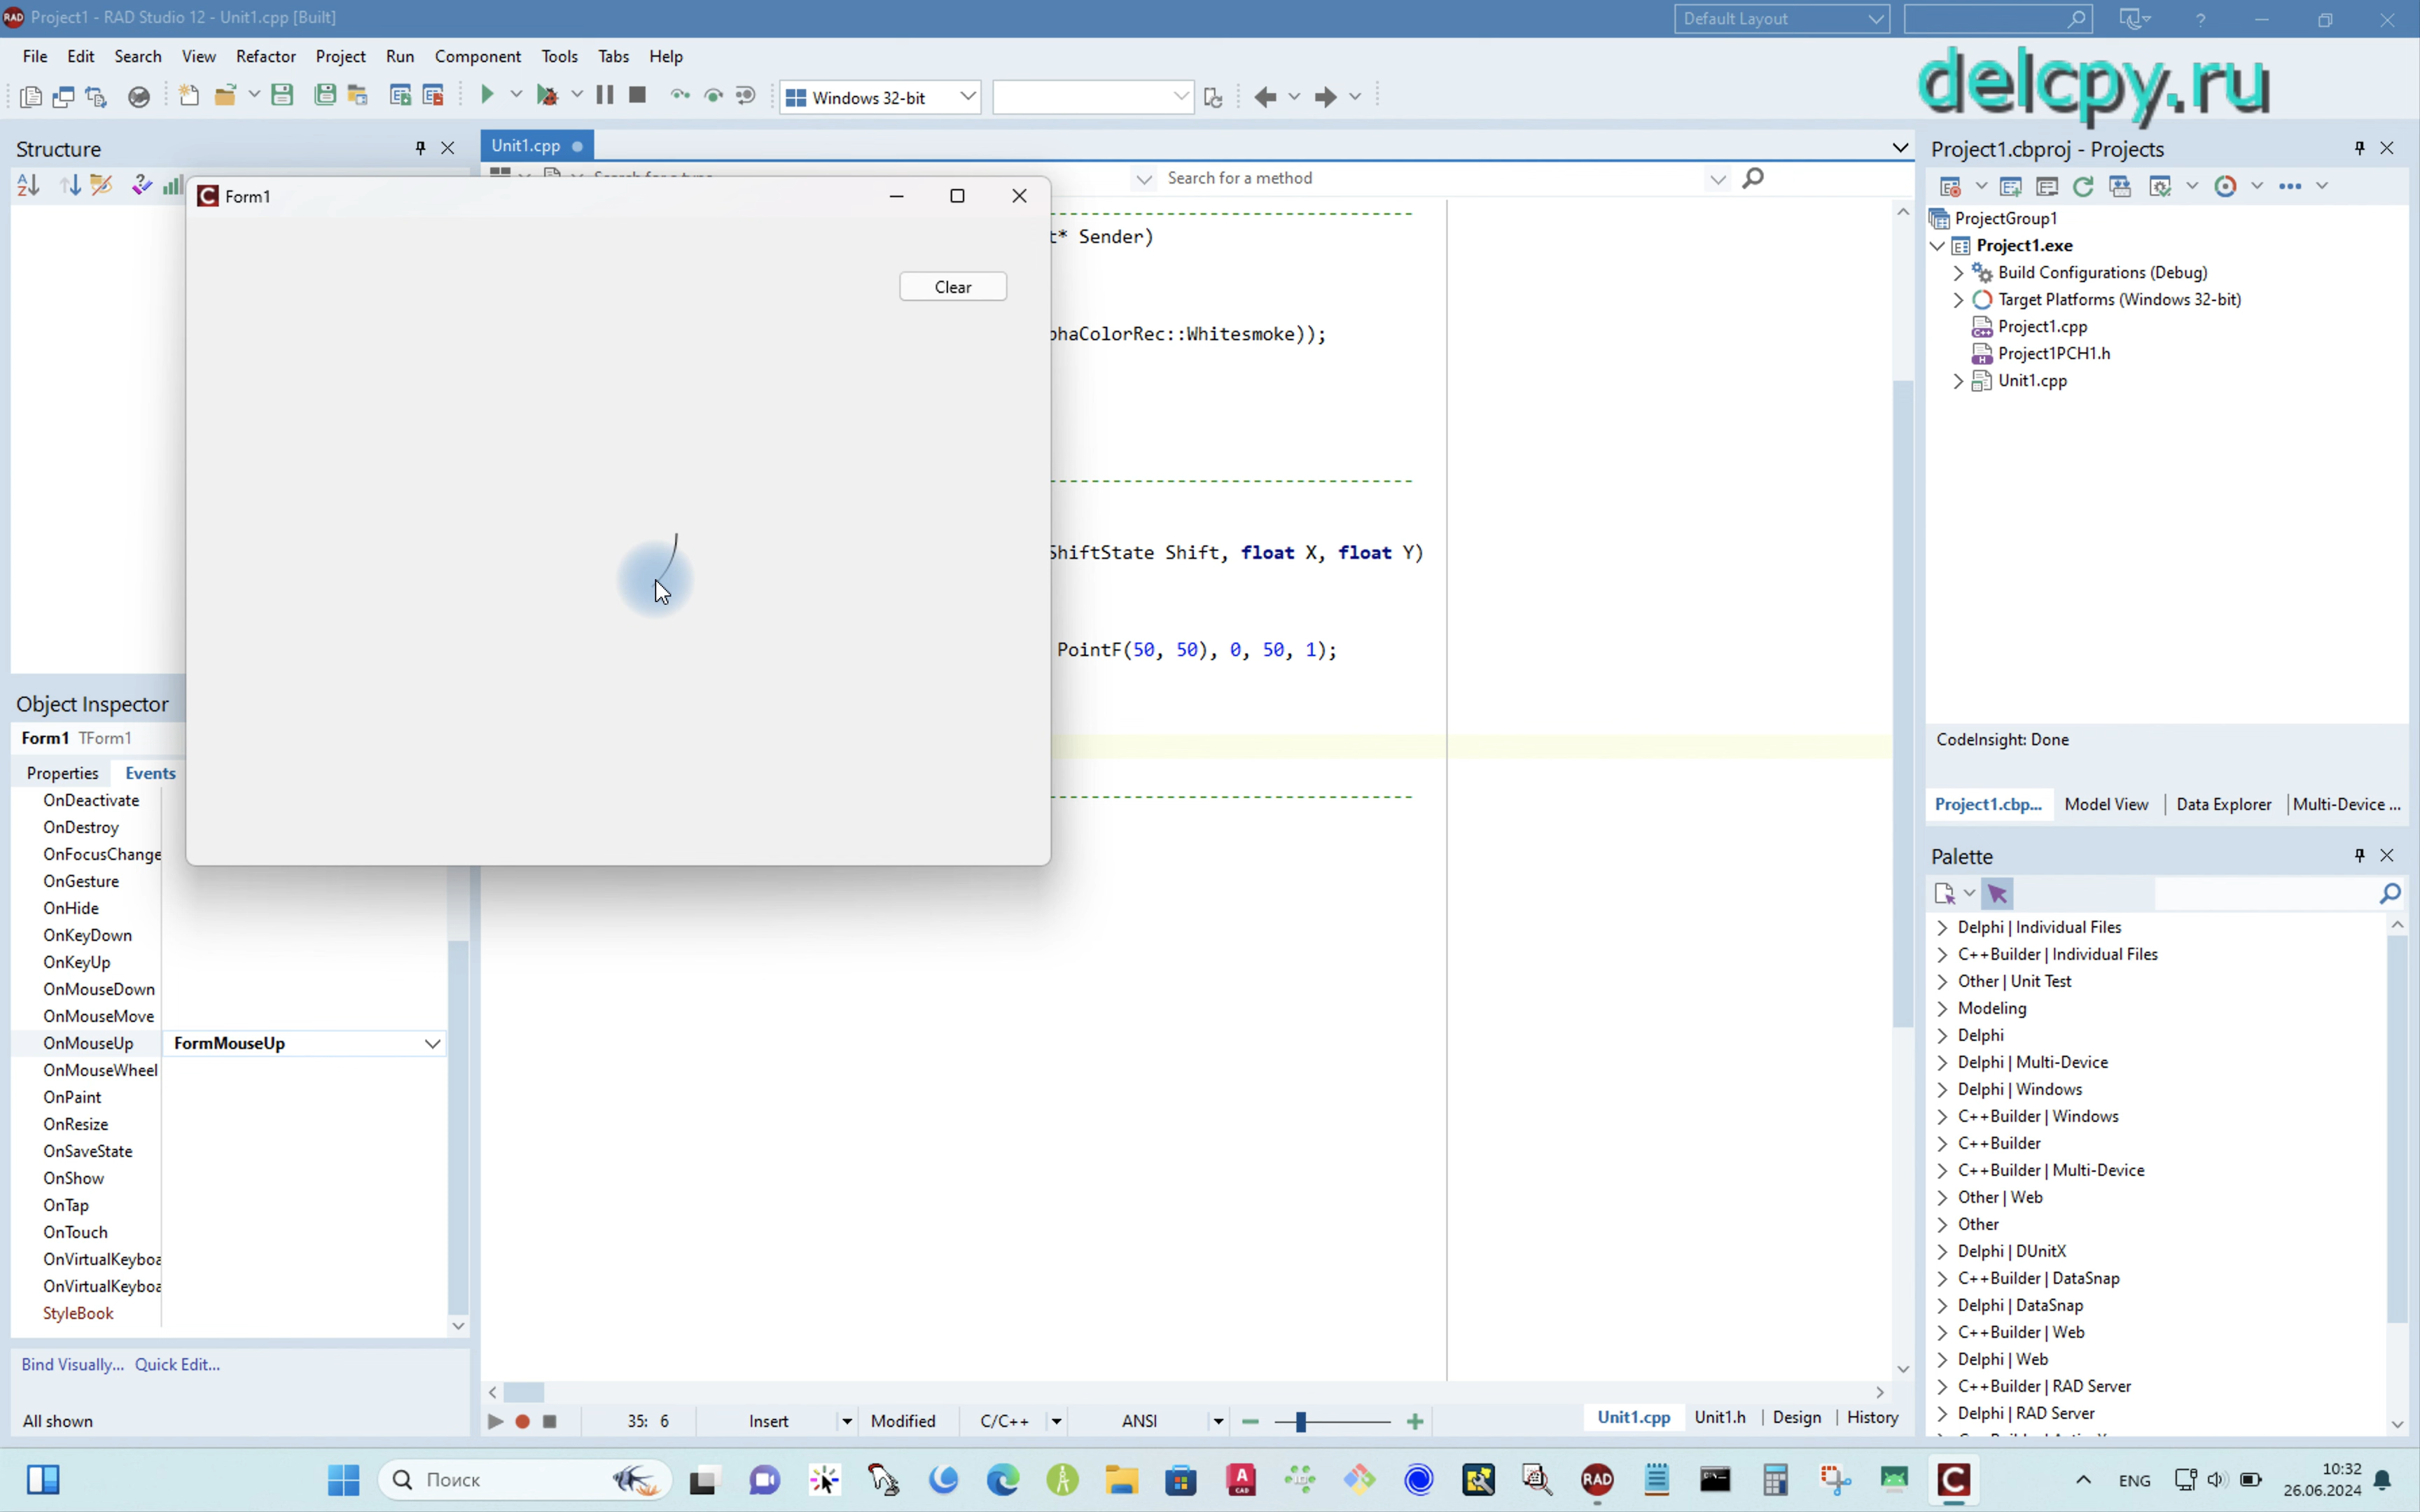 Project1 - RAD Studio 12 - Unit1.cpp [Built]
Default Layout
File Edit Search View Refactor Project Run Component Tools Tabs Help
delcpy.ru
Windows 32-bit
Structure
Unit1.cpp
Project1.cbproj - Projects
Search for a method
Form1
Clear
t* Sender)
phaColorRec::Whitesmoke));
ShiftState Shift, float X, float Y)
PointF(50, 50), 0, 50, 1);
ProjectGroup1
Project1.exe
Build Configurations (Debug)
Target Platforms (Windows 32-bit)
Project1.cpp
Project1PCH1.h
Unit1.cpp
Object Inspector
Form1 TForm1
Properties Events
OnDeactivate
OnDestroy
OnFocusChange
OnGesture
OnHide
OnKeyDown
OnKeyUp
OnMouseDown
OnMouseMove
OnMouseUp FormMouseUp
OnMouseWheel
OnPaint
OnResize
OnSaveState
OnShow
OnTap
OnTouch
OnVirtualKeyboa
OnVirtualKeyboa
StyleBook
Bind Visually... Quick Edit...
All shown
CodeInsight: Done
Project1.cbp... Model View Data Explorer Multi-Device ...
Palette
Delphi | Individual Files
C++Builder | Individual Files
Other | Unit Test
Modeling
Delphi
Delphi | Multi-Device
Delphi | Windows
C++Builder | Windows
C++Builder
C++Builder | Multi-Device
Other | Web
Other
Delphi | DUnitX
C++Builder | DataSnap
Delphi | DataSnap
C++Builder | Web
Delphi | Web
C++Builder | RAD Server
Delphi | RAD Server
35: 6 Insert Modified C/C++ ANSI
Unit1.cpp Unit1.h Design History
Поиск
ENG
10:32
26.06.2024